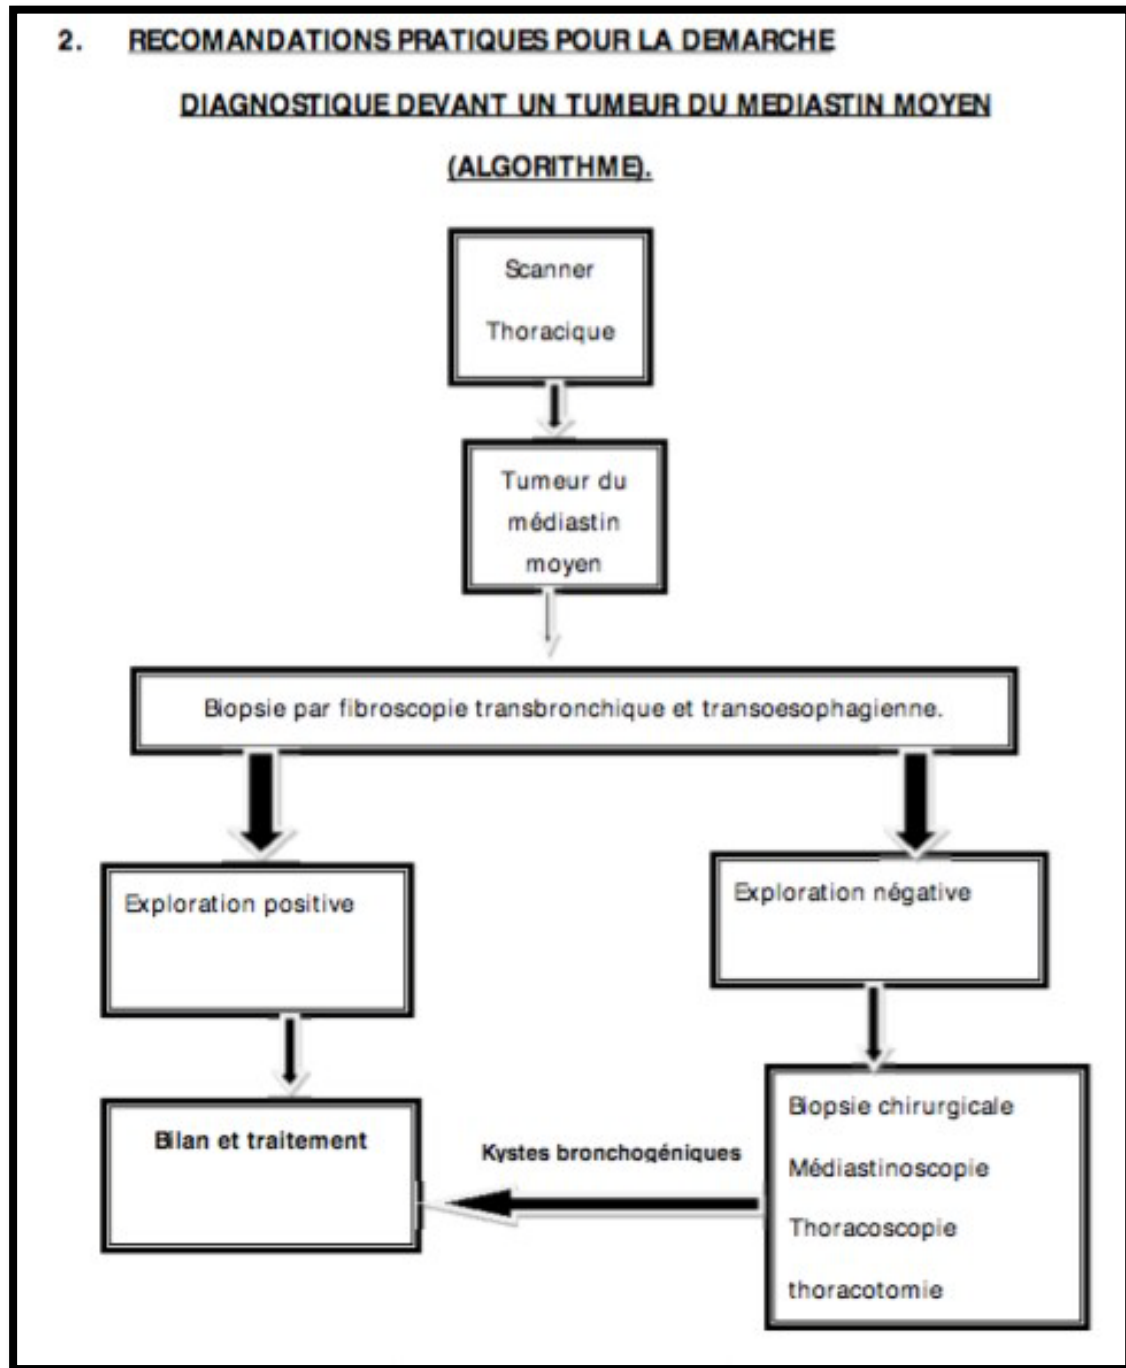 2. RECOMANDATIONS PRATIQUES POUR LA DEMARCHE
DIAGNOSTIQUE DEVANT UN TUMEUR DU MEDIASTIN MOYEN
(ALGORITHME).
Scanner
Thoracique
Tumeur du
médiastin
moyen
Biopsie par fibroscopie transbronchique et transoesophagienne.
Exploration positive
Exploration négative
Bilan et traitement
Kystes bronchogéniques
Biopsie chirurgicale
Médiastinoscopie
Thoracoscopie
thoracotomie